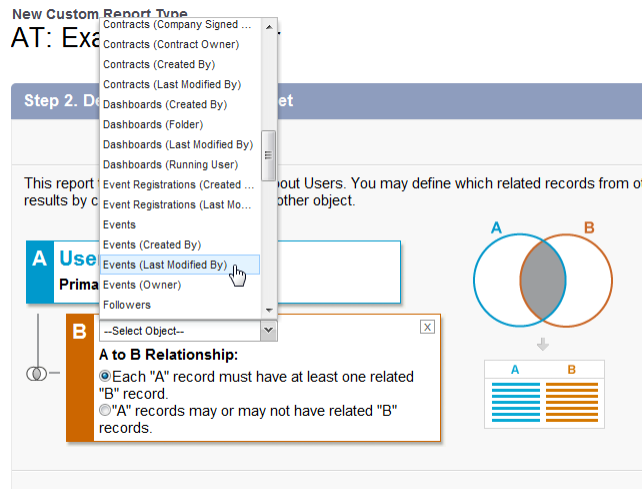 New Custom Report Type
AT: Exa
Contracts (Company Signed ...
Contracts (Contract Owner)
Contracts (Created By)
Contracts (Last Modified By)
Dashboards (Created By)
Dashboards (Folder)
Dashboards (Last Modified By)
Dashboards (Running User)
Event Registrations (Created ...
Event Registrations (Last Mo...
Events
Events (Created By)
Events (Last Modified By)
Events (Owner)
Followers
Step 2. D
et
This report
out Users. You may define which related records from o
results by c
other object.
A
Use
Prima
B
--Select Object--
X
A to B Relationship:
Each "A" record must have at least one related
"B" record.
"A" records may or may not have related "B"
records.
A B
A B